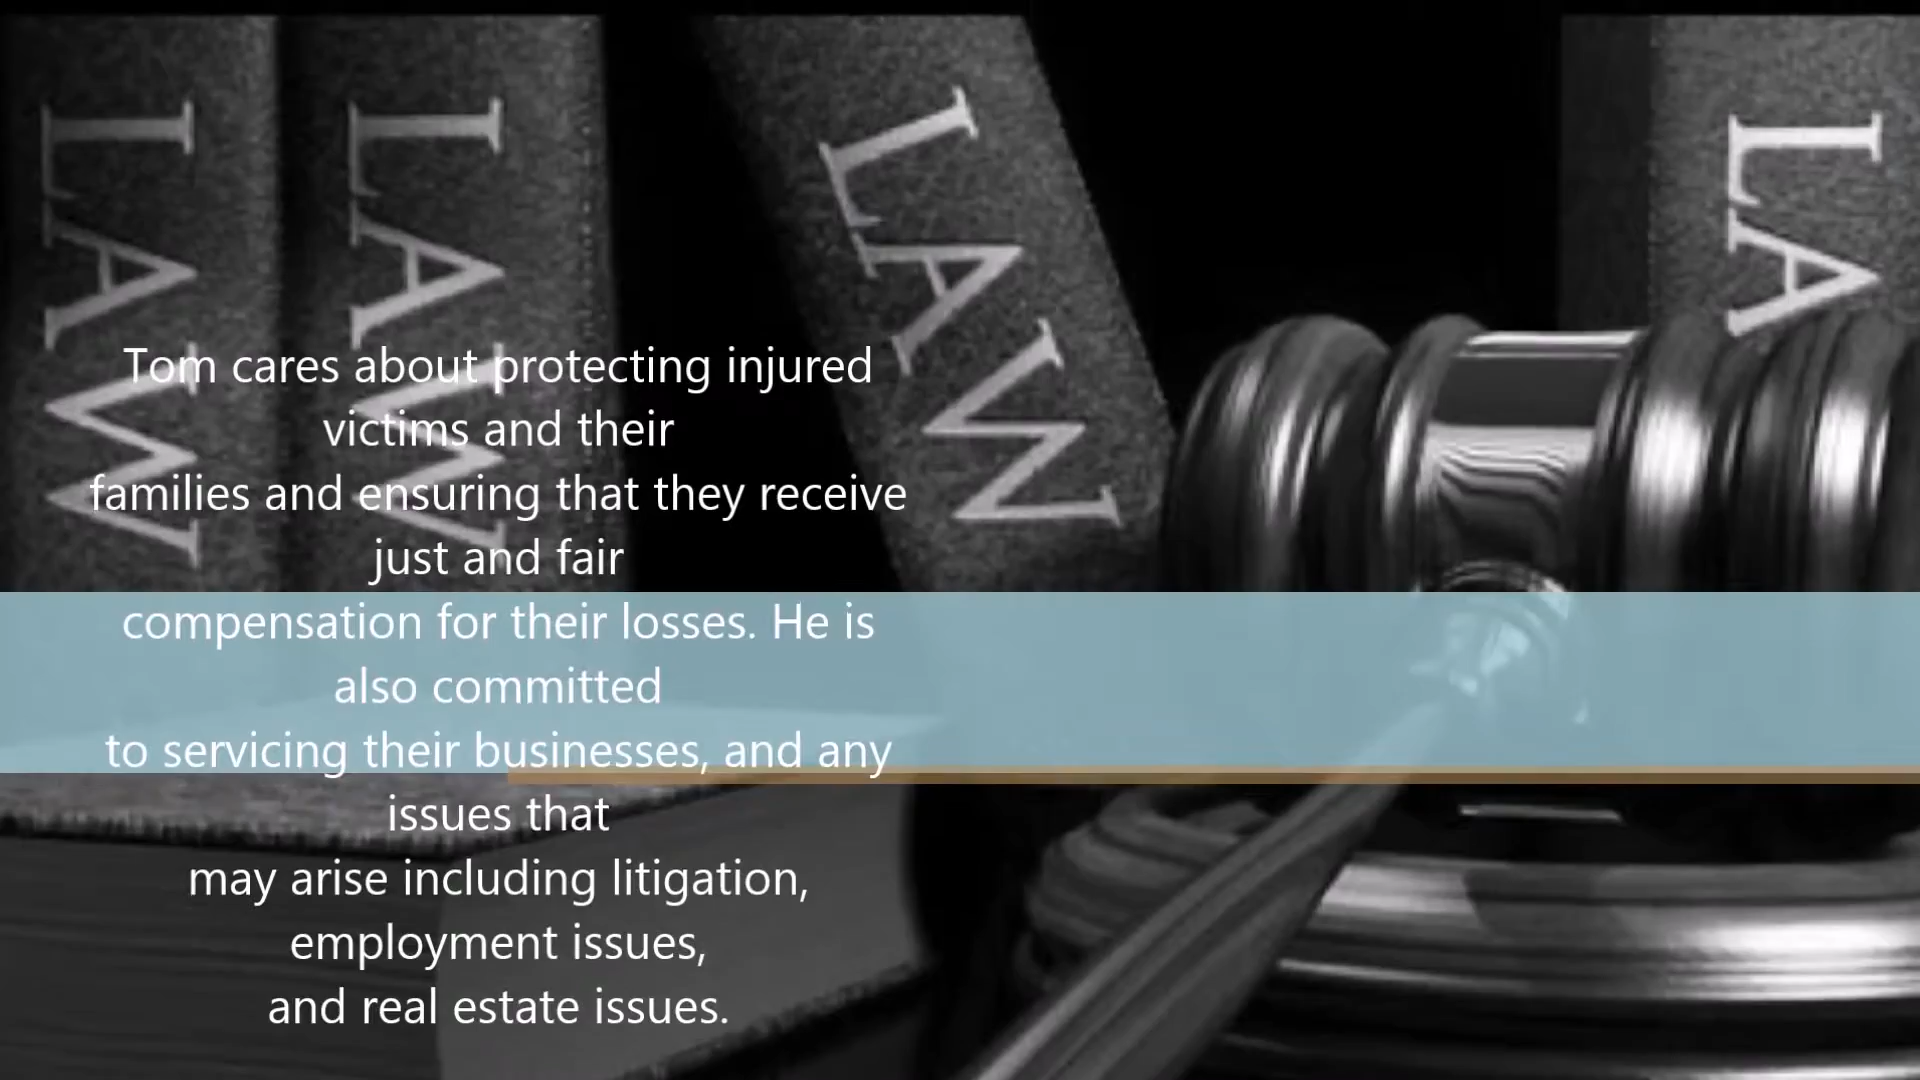 LAW
LAW
LAW
LA
Tom cares about protecting injured
victims and their
families and ensuring that they receive
just and fair
compensation for their losses. He is
also committed
to servicing their businesses, and any
issues that
may arise including litigation,
employment issues,
and real estate issues.